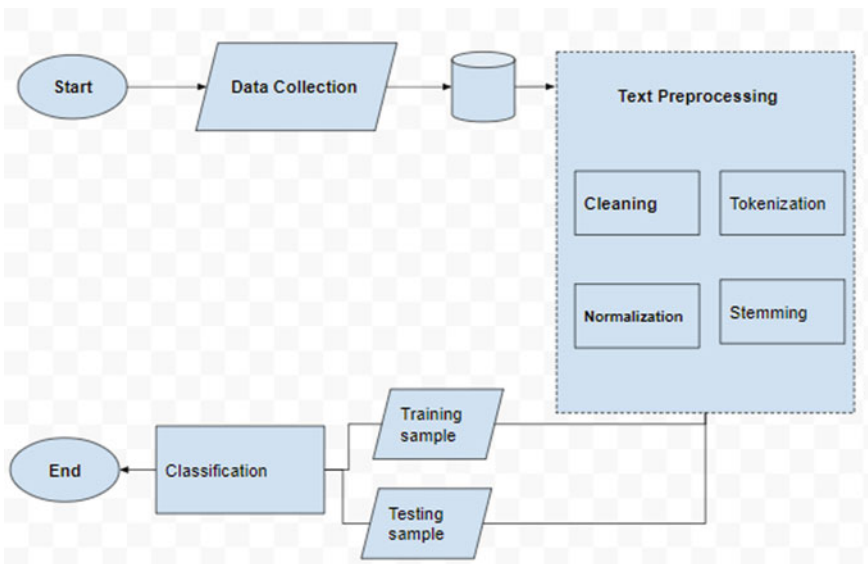 Start
Data Collection
Text Preprocessing
Cleaning
Tokenization
Normalization
Stemming
Training
sample
End
Classification
Testing
sample